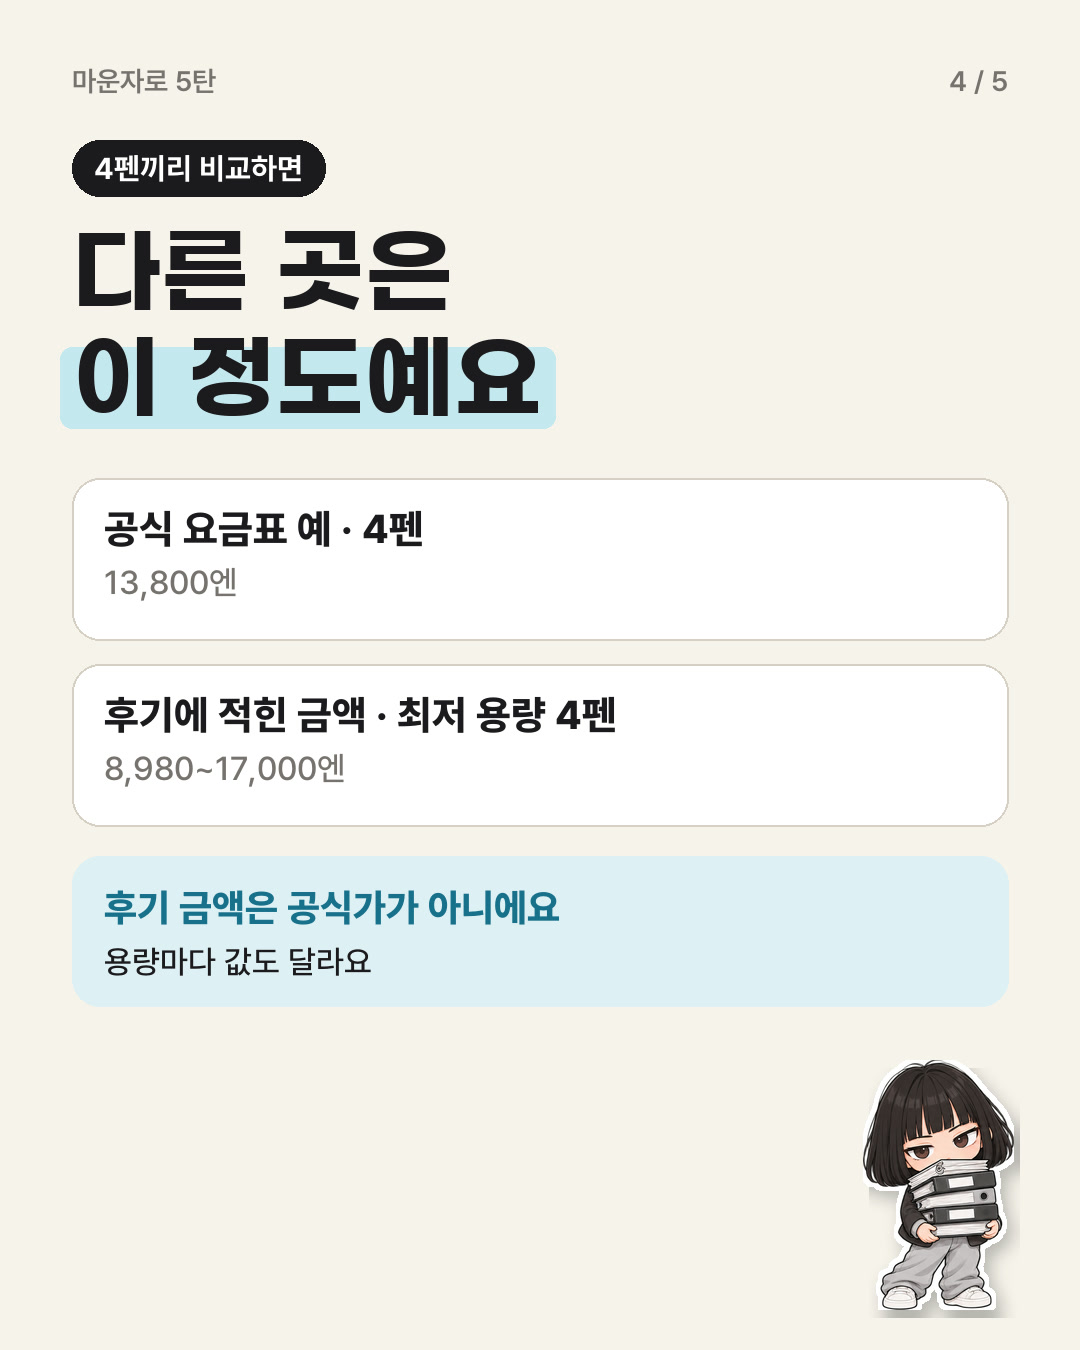 마운자로 5탄
4 / 5
4펜끼리 비교하면
다른 곳은
이 정도예요
공식 요금표 예 · 4펜
13,800엔
후기에 적힌 금액 · 최저 용량 4펜
8,980~17,000엔
후기 금액은 공식가가 아니에요
용량마다 값도 달라요